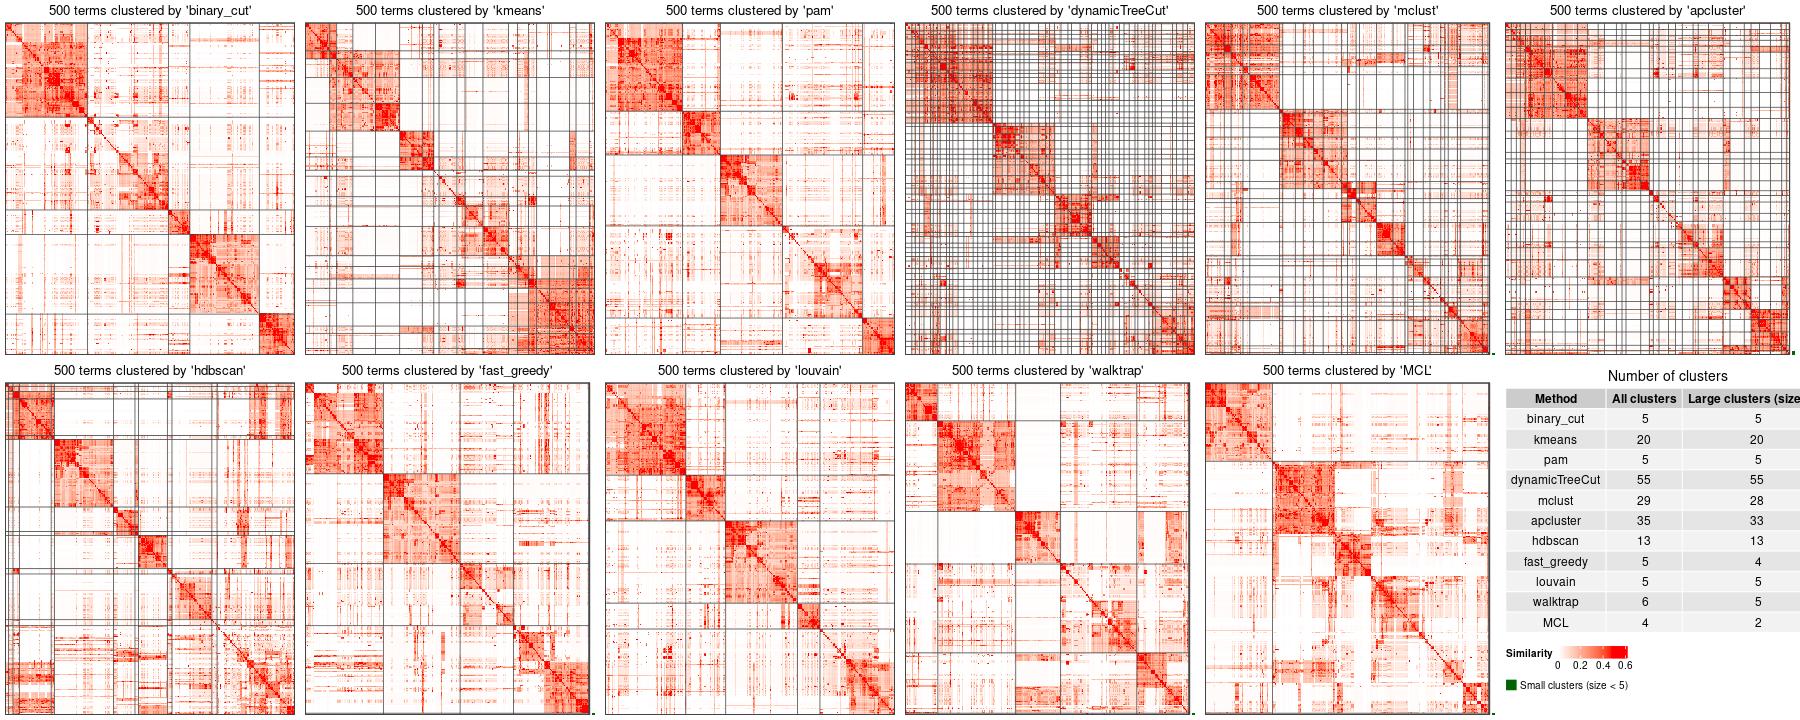 500 terms clustered by 'binary_cut'
500 terms clustered by 'kmeans'
500 terms clustered by 'pam'
500 terms clustered by 'dynamicTreeCut'
500 terms clustered by 'mclust'
500 terms clustered by 'apcluster'
500 terms clustered by 'hdbscan'
500 terms clustered by 'fast_greedy'
500 terms clustered by 'louvain'
500 terms clustered by 'walktrap'
500 terms clustered by 'MCL'
Number of clusters
Method All clusters Large clusters (size
binary_cut 5 5
kmeans 20 20
pam 5 5
dynamicTreeCut 55 55
mclust 29 28
apcluster 35 33
hdbscan 13 13
fast_greedy 5 4
louvain 5 5
walktrap 6 5
MCL 4 2
Similarity
0 0.2 0.4 0.6
Small clusters (size < 5)